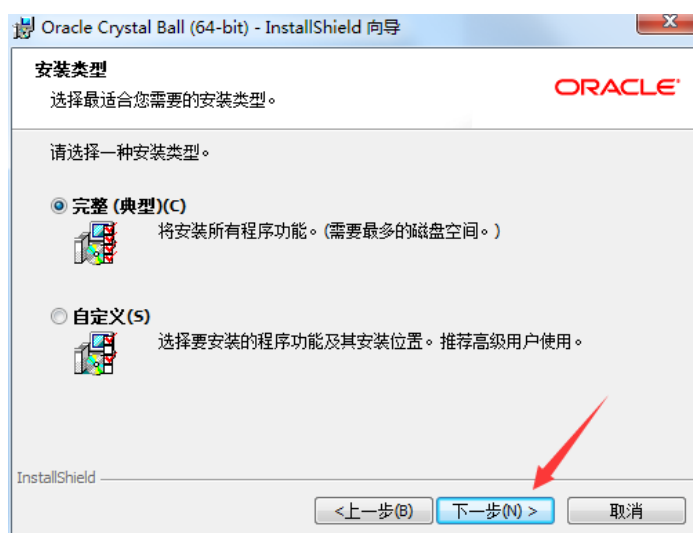 Oracle Crystal Ball (64-bit) - InstallShield 向导
安装类型
选择最适合您需要的安装类型。
ORACLE®
请选择一种安装类型。
完整 (典型)(C)
将安装所有程序功能。(需要最多的磁盘空间。)
自定义(S)
选择要安装的程序功能及其安装位置。推荐高级用户使用。
InstallShield
<上一步(B) 下一步(N) > 取消